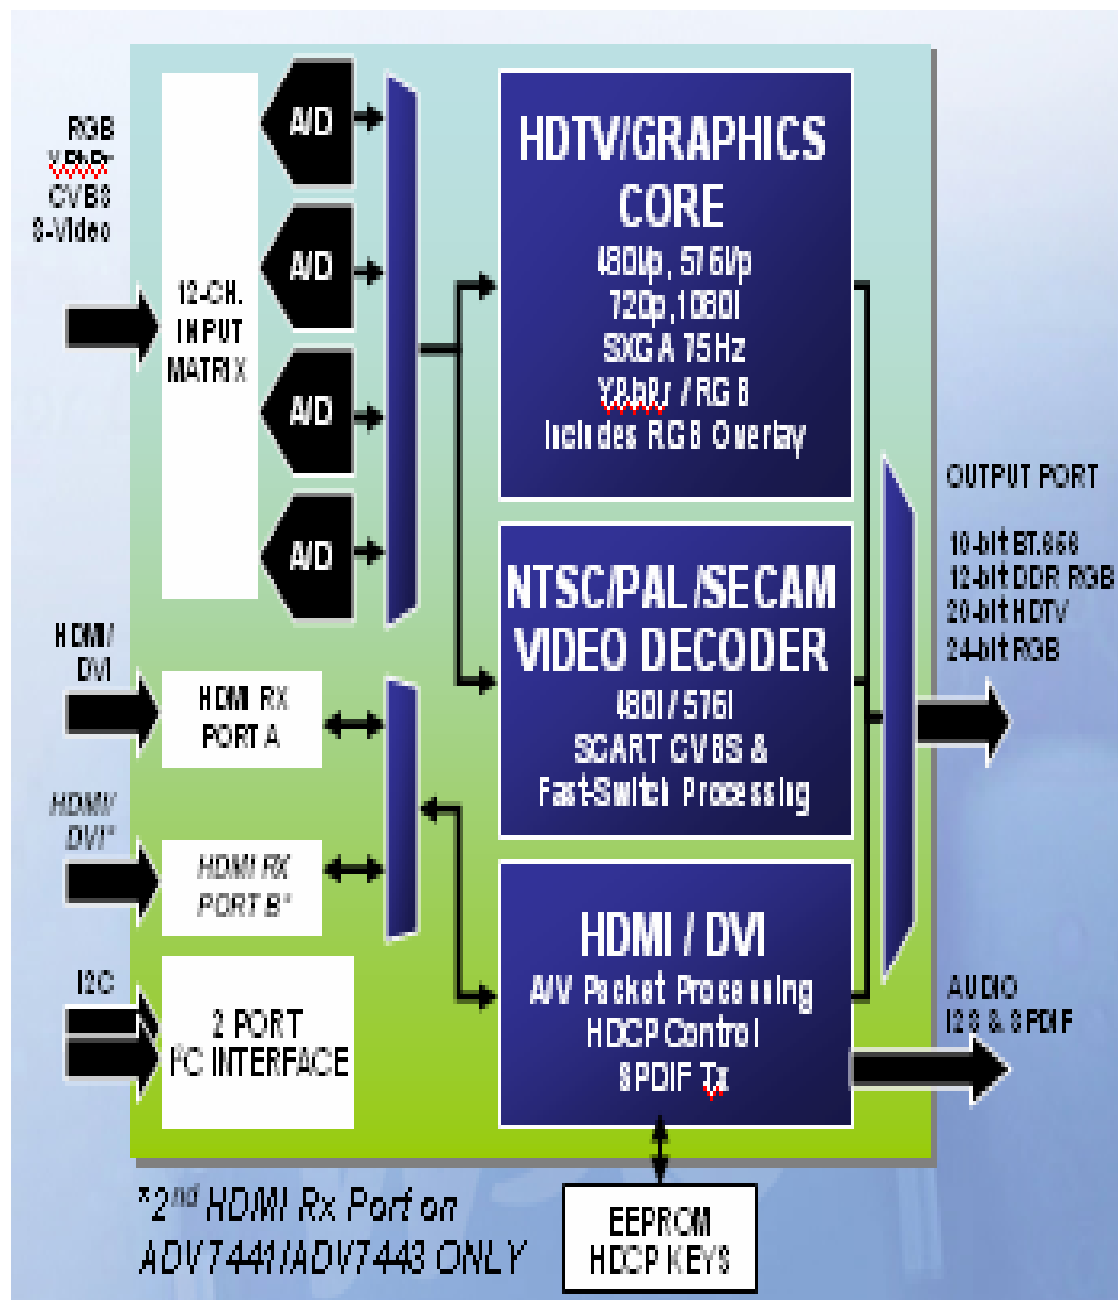 RGB
YPbPr
CVBS
S-Video
12-CH.
INPUT
MATRIX
A/D
A/D
A/D
A/D
HDTV/GRAPHICS
CORE
480i/p, 576i/p
720p,1080i
SXGA 75Hz
YPbPr / RGB
Includes RGB Overlay
OUTPUT PORT
10-bit BT.656
12-bit DDR RGB
20-bit HDTV
24-bit RGB
NTSC/PAL/SECAM
VIDEO DECODER
480i / 576i
SCART CVBS &
Fast-Switch Processing
HDMI/
DVI
HDMI RX
PORT A
HDMI/
DVI*
HDMI RX
PORT B*
I2C
2 PORT
I²C INTERFACE
HDMI / DVI
A/V Packet Processing
HDCP Control
SPDIF Tx
AUDIO
I2S & SPDIF
EEPROM
HDCP KEYS
*2nd HDMI Rx Port on
ADV7441/ADV7443 ONLY